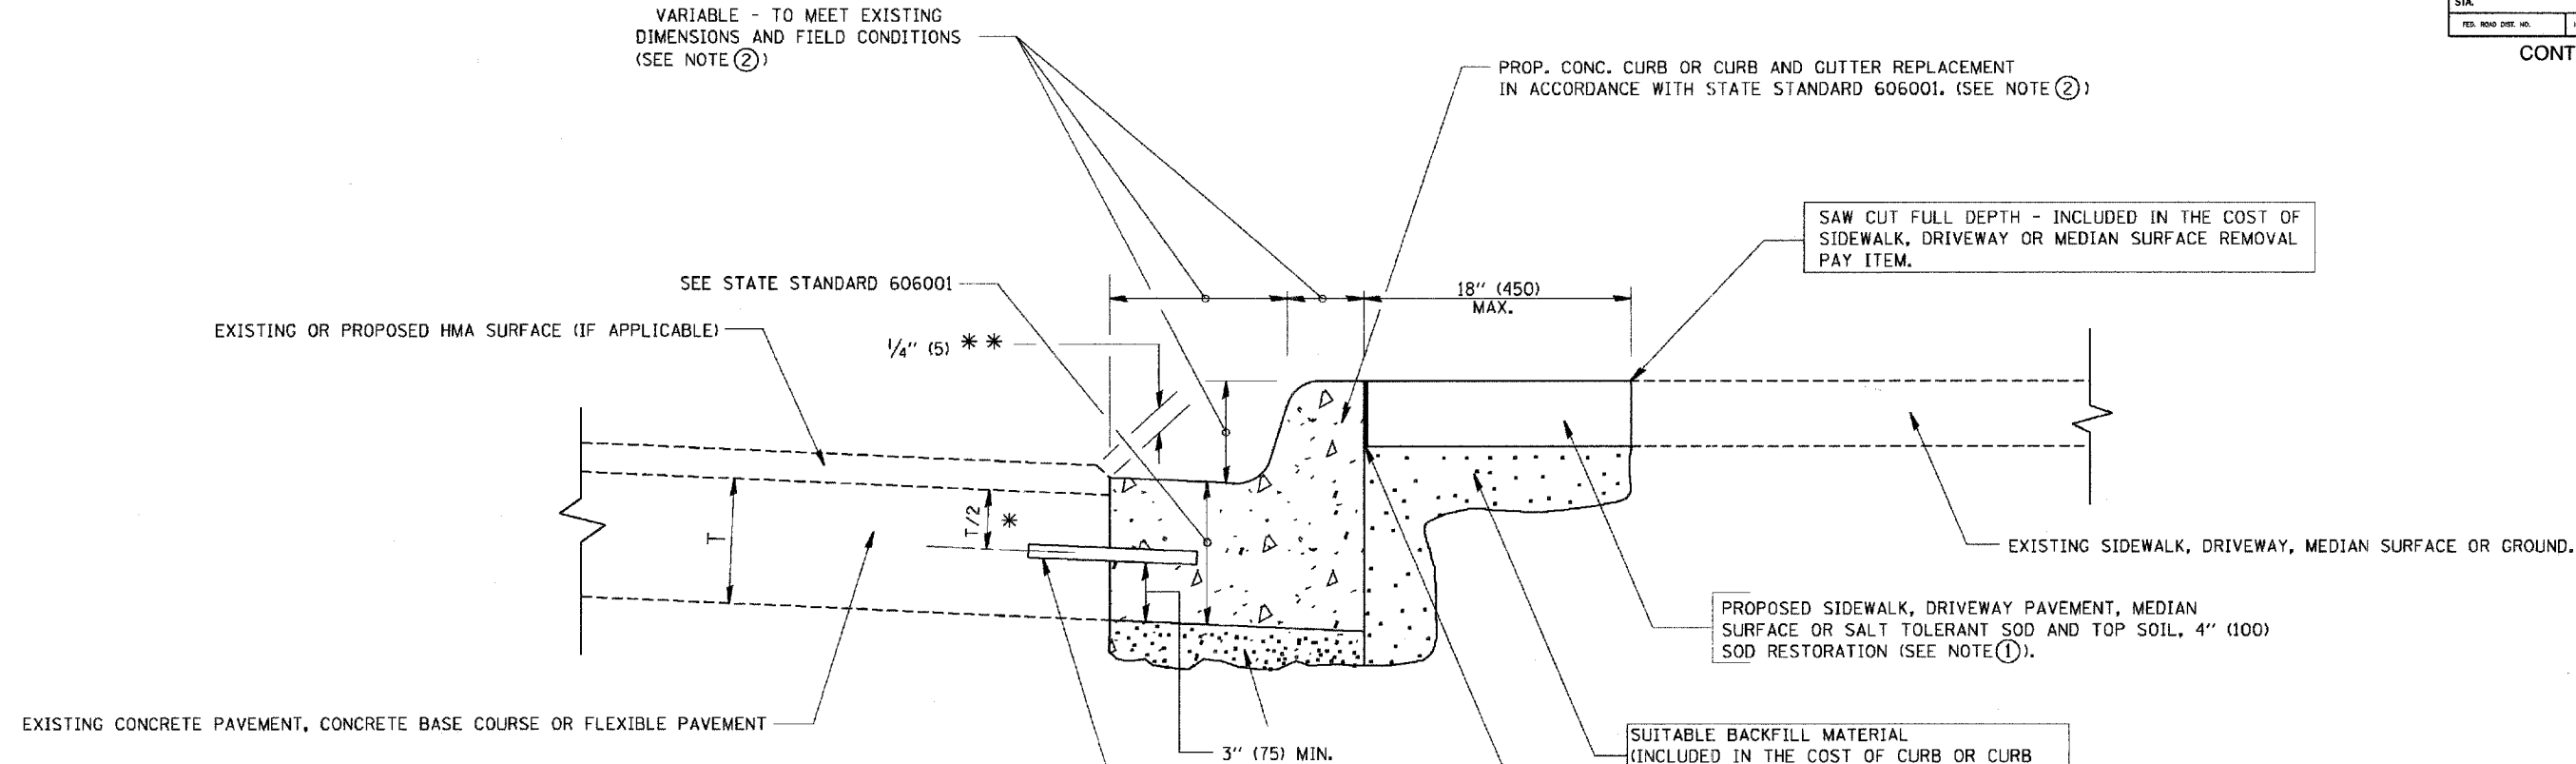 VARIABLE - TO MEET EXISTING
DIMENSIONS AND FIELD CONDITIONS
(SEE NOTE ②)
STA.
FED. ROAD DIST. NO.
CONT
PROP. CONC. CURB OR CURB AND GUTTER REPLACEMENT
IN ACCORDANCE WITH STATE STANDARD 606001. (SEE NOTE ②)
SAW CUT FULL DEPTH - INCLUDED IN THE COST OF
SIDEWALK, DRIVEWAY OR MEDIAN SURFACE REMOVAL
PAY ITEM.
SEE STATE STANDARD 606001
18" (450)
MAX.
EXISTING OR PROPOSED HMA SURFACE (IF APPLICABLE)
1/4" (5) * *
T
T/2
*
EXISTING SIDEWALK, DRIVEWAY, MEDIAN SURFACE OR GROUND.
PROPOSED SIDEWALK, DRIVEWAY PAVEMENT, MEDIAN
SURFACE OR SALT TOLERANT SOD AND TOP SOIL, 4" (100)
SOD RESTORATION (SEE NOTE ①).
EXISTING CONCRETE PAVEMENT, CONCRETE BASE COURSE OR FLEXIBLE PAVEMENT
3" (75) MIN.
SUITABLE BACKFILL MATERIAL
(INCLUDED IN THE COST OF CURB OR CURB